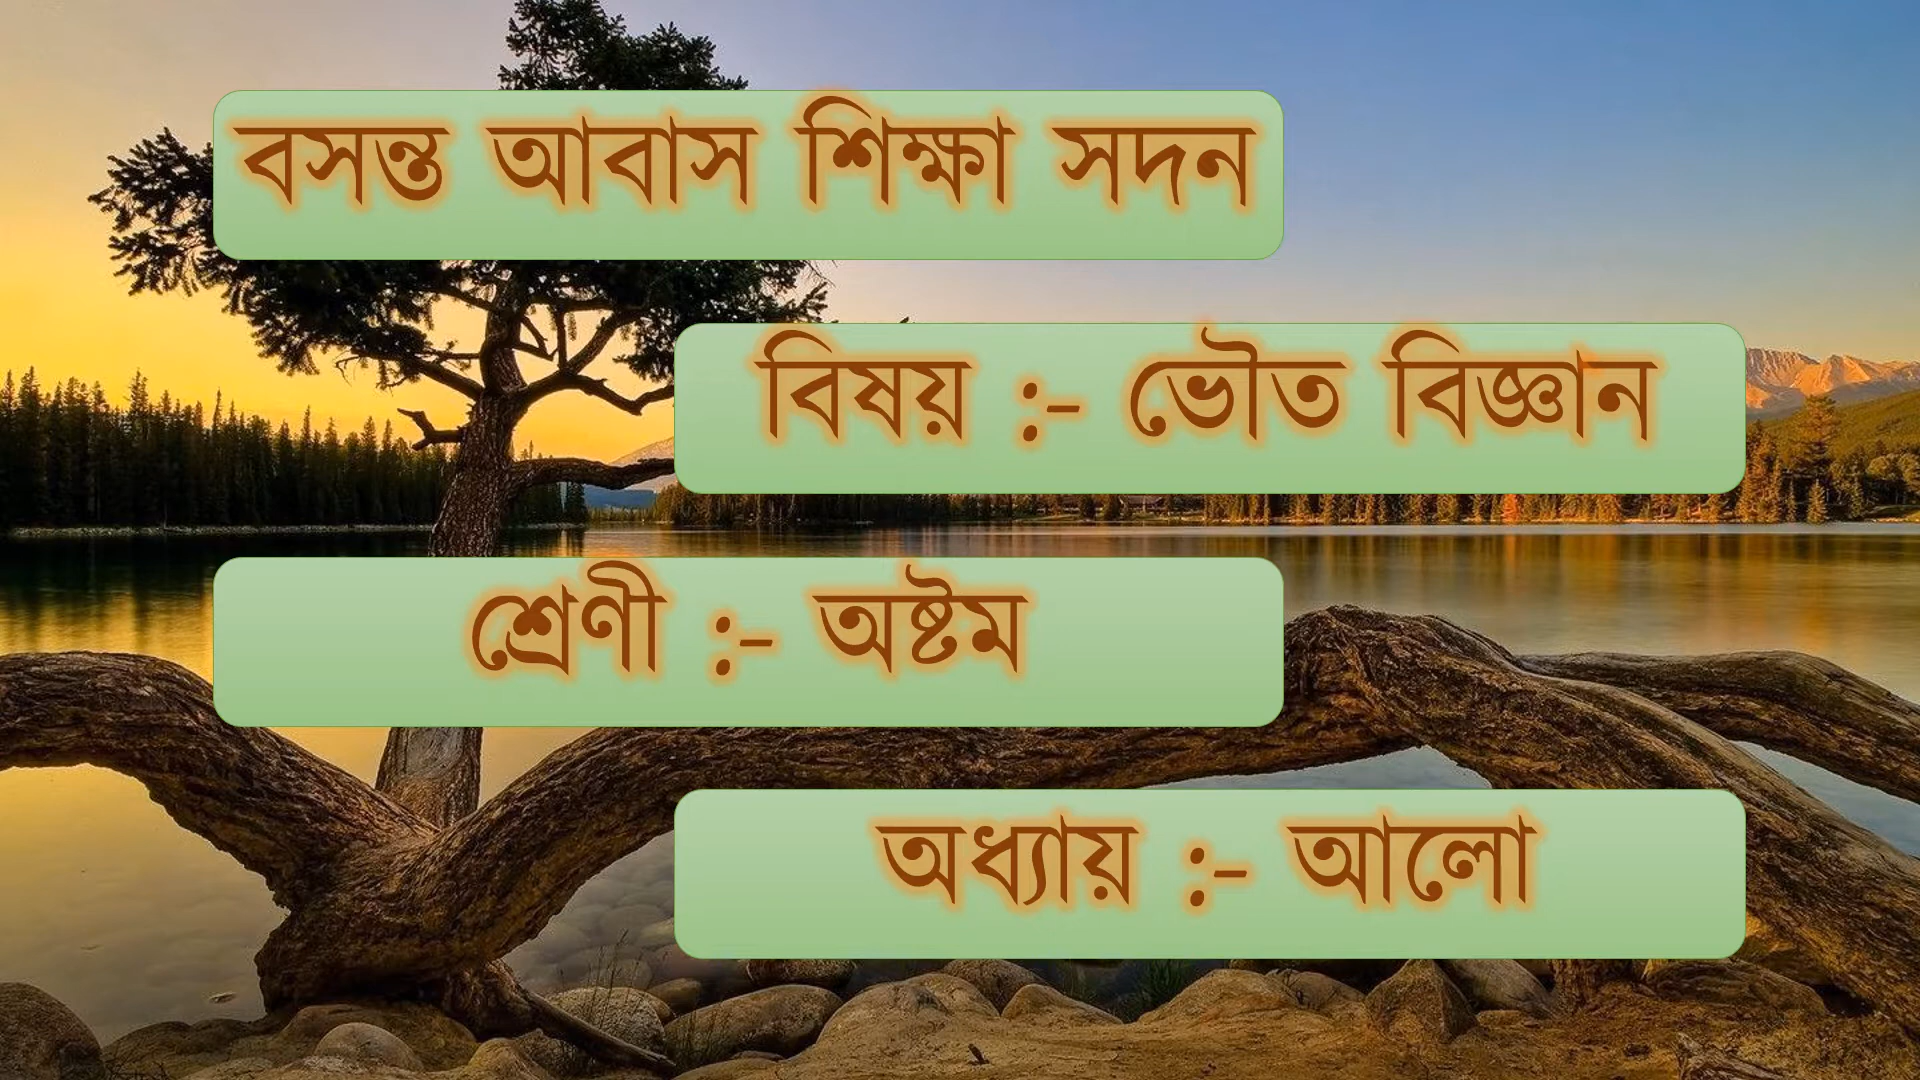 বসন্ত আবাস শিক্ষা সদন
বিষয় :- ভৌত বিজ্ঞান
শ্রেণী :- অষ্টম
অধ্যায় :- আলো